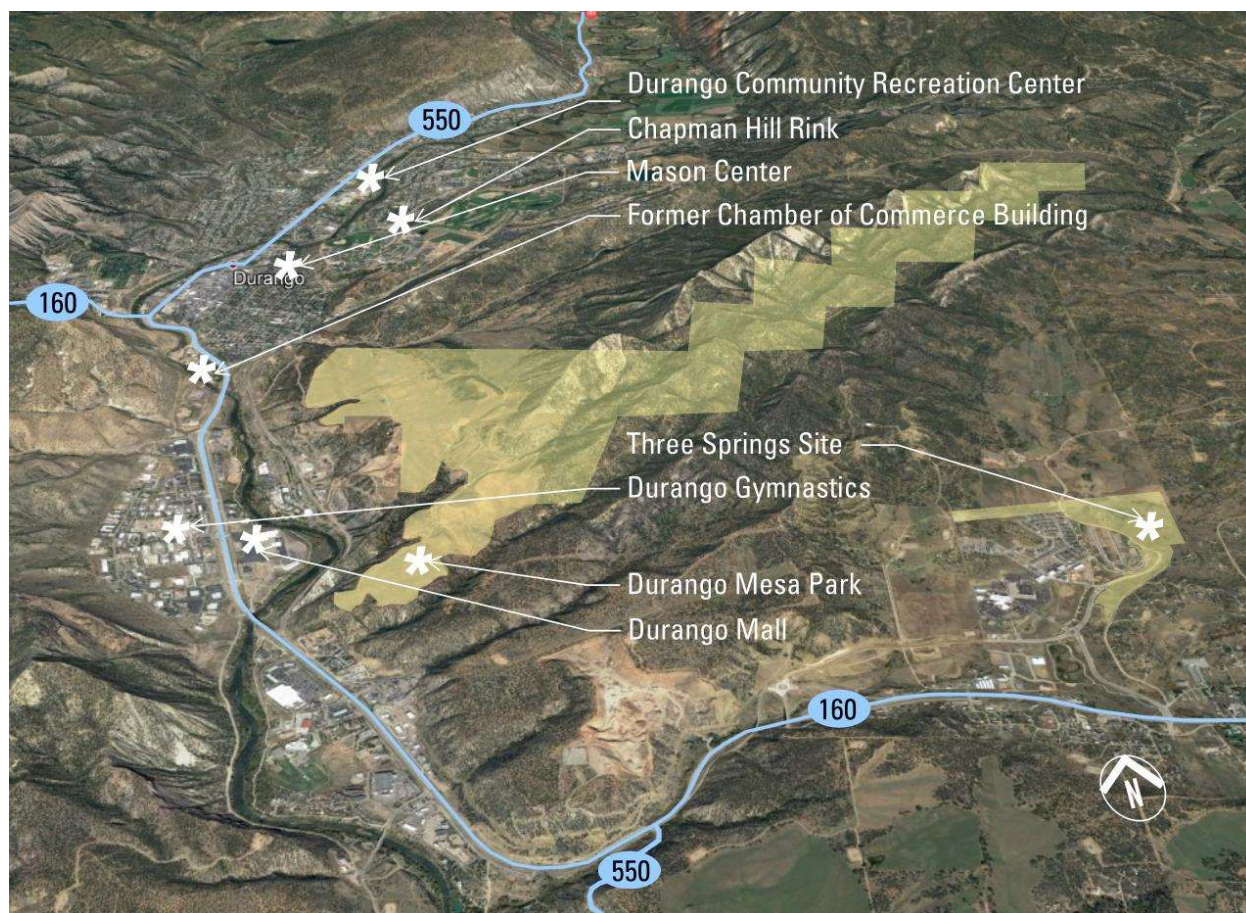 Durango Community Recreation Center
550
Chapman Hill Rink
Mason Center
Former Chamber of Commerce Building
Durango
160
Three Springs Site
Durango Gymnastics
Durango Mesa Park
Durango Mall
160
N
550